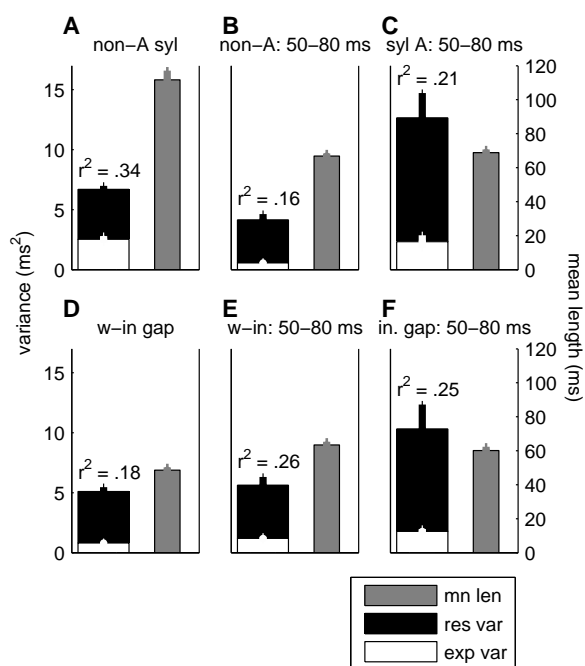 A B C
non−A syl non−A: 50−80 ms syl A: 50−80 ms
15
10
5
0
r² = .34
r² = .16
r² = .21
120
100
80
60
40
20
0
variance (ms²)
mean length (ms)
D E F
w−in gap w−in: 50−80 ms in. gap: 50−80 ms
15
10
5
0
r² = .18
r² = .26
r² = .25
120
100
80
60
40
20
0
mn len
res var
exp var